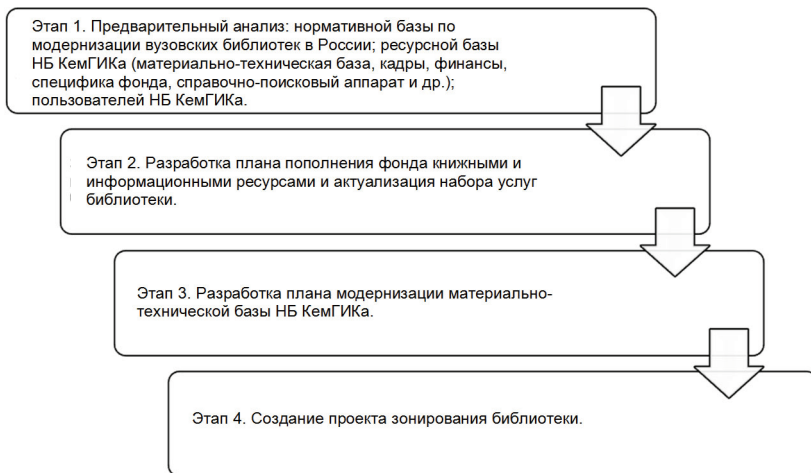 Этап 1. Предварительный анализ: нормативной базы по
модернизации вузовских библиотек в России; ресурсной базы
НБ КемГИКа (материально-техническая база, кадры, финансы,
специфика фонда, справочно-поисковый аппарат и др.);
пользователей НБ КемГИКа.
Этап 2. Разработка плана пополнения фонда книжными и
информационными ресурсами и актуализация набора услуг
библиотеки.
Этап 3. Разработка плана модернизации материально-
технической базы НБ КемГИКа.
Этап 4. Создание проекта зонирования библиотеки.